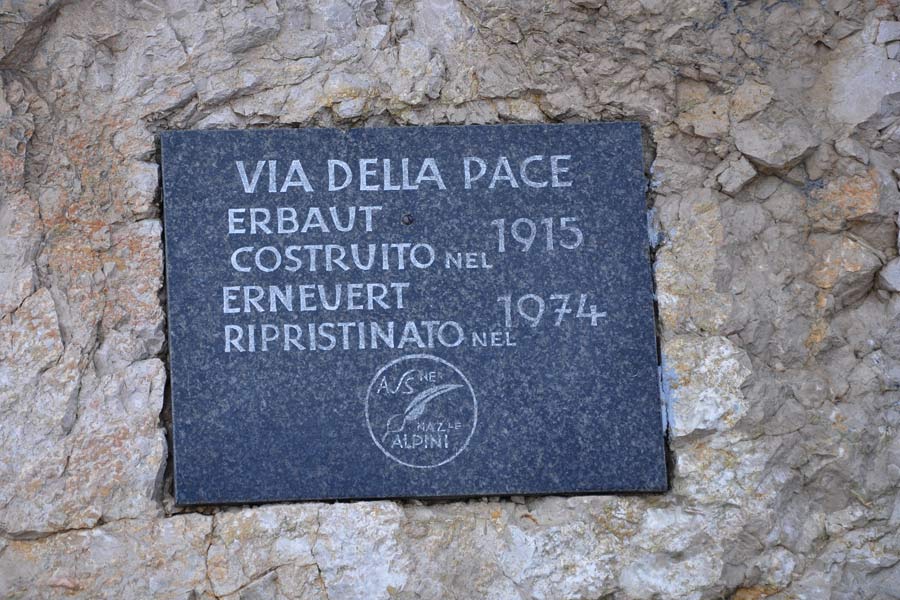 VIA DELLA PACE
ERBAUT
COSTRUITO NEL 1915
ERNEUERT
RIPRISTINATO NEL 1974
ALPINI